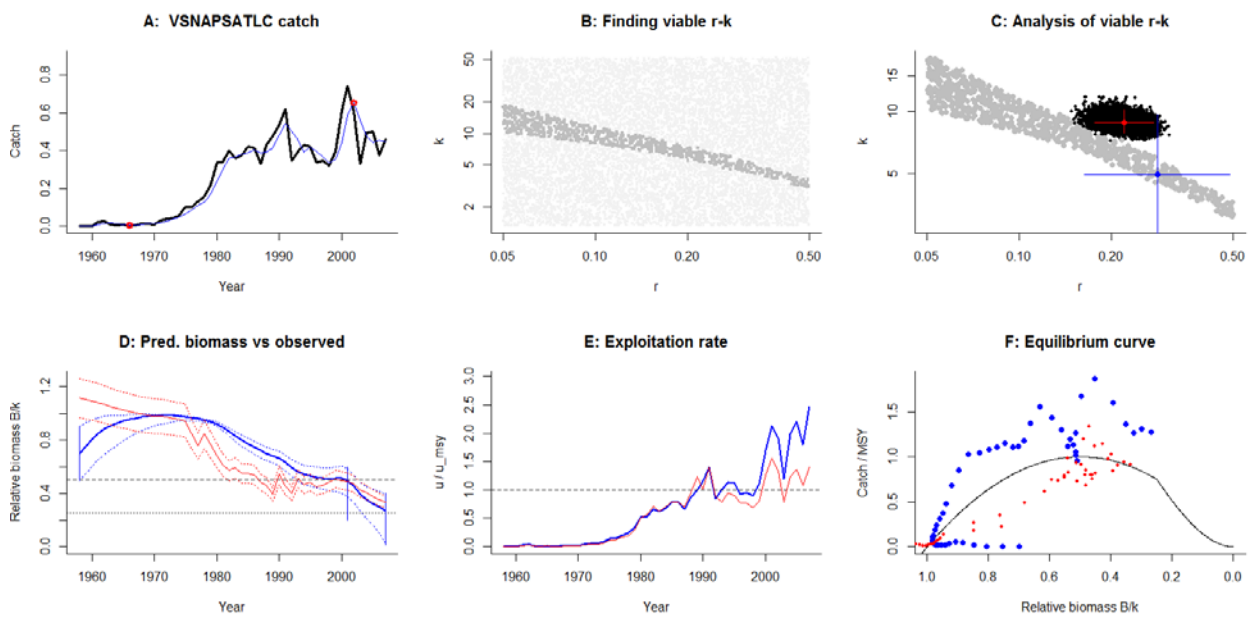 A: VSNAPSATLC catch
Catch
0.0 0.2 0.4 0.6 0.8
1960 1970 1980 1990 2000
Year
B: Finding viable r-k
k
2 5 10 20 50
0.05 0.10 0.20 0.50
r
C: Analysis of viable r-k
k
5 10
0.05 0.10 0.20 0.50
r
D: Pred. biomass vs observed
Relative biomass B/k
0.0 0.4 0.8 1.2
1960 1970 1980 1990 2000
Year
E: Exploitation rate
u / u_msy
0.0 0.5 1.0 1.5 2.0 2.5 3.0
1960 1970 1980 1990 2000
Year
F: Equilibrium curve
Catch / MSY
0.0 0.5 1.0 1.5
1.0 0.8 0.6 0.4 0.2 0.0
Relative biomass B/k